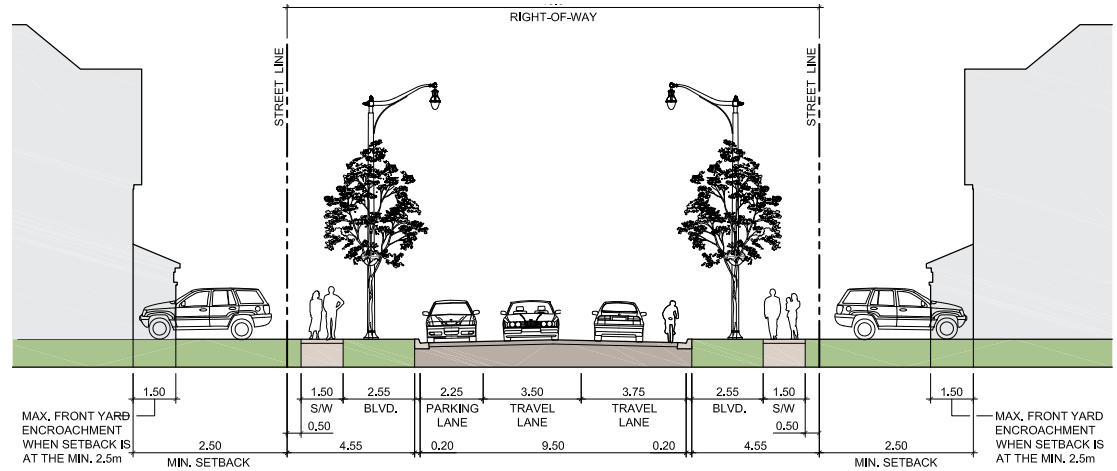 RIGHT-OF-WAY
STREET LINE
STREET LINE
1.50
1.50 2.55 2.25 3.50 3.75 2.55 1.50
1.50
S/W BLVD. PARKING LANE TRAVEL LANE TRAVEL LANE BLVD. S/W
0.50
0.50
MAX. FRONT YARD
ENCROACHMENT
WHEN SETBACK IS
AT THE MIN. 2.5m
2.50 4.55 0.20 9.50 0.20 4.55 2.50
MIN. SETBACK
MIN. SETBACK
MAX. FRONT YARD
ENCROACHMENT
WHEN SETBACK IS
AT THE MIN. 2.5m